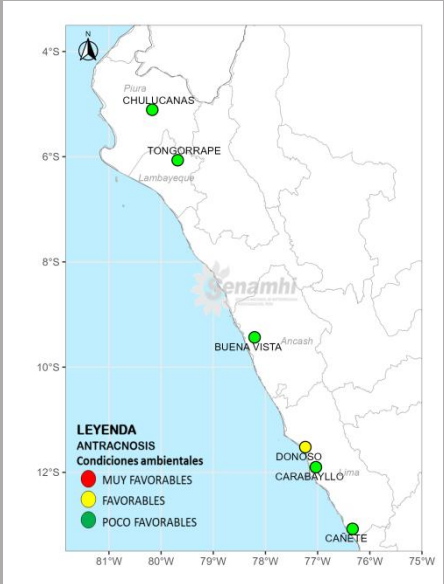 N
4°S
Piura
CHULUCANAS
TONGORRAPE
6°S
Lambayeque
8°S
Senamhi
Ancash
BUENA VISTA
10°S
LEYENDA
ANTRACNOSIS
Condiciones ambientales
MUY FAVORABLES
FAVORABLES
POCO FAVORABLES
DONOSO
12°S
CARABAYLLO
Lima
CAÑETE
81°W
80°W
79°W
78°W
77°W
76°W
75°W